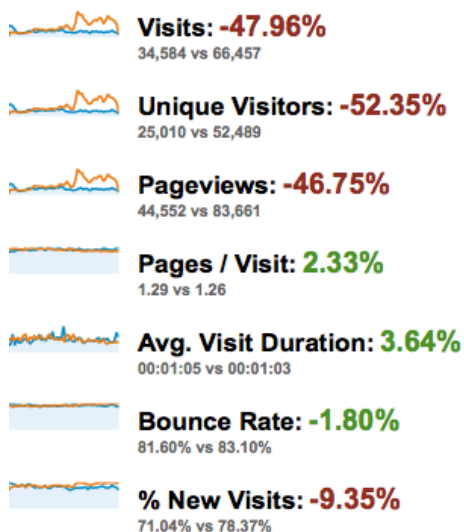 Visits: -47.96%
34,584 vs 66,457
Unique Visitors: -52.35%
25,010 vs 52,489
Pageviews: -46.75%
44,552 vs 83,661
Pages / Visit: 2.33%
1.29 vs 1.26
Avg. Visit Duration: 3.64%
00:01:05 vs 00:01:03
Bounce Rate: -1.80%
81.60% vs 83.10%
% New Visits: -9.35%
71.04% vs 78.37%